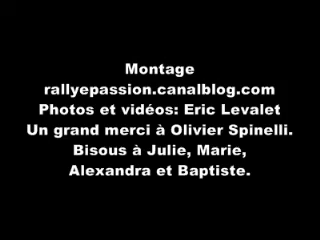 Montage
rallyepassion.canalblog.com
Photos et vidéos: Eric Levalet
Un grand merci à Olivier Spinelli.
Bisous à Julie, Marie,
Alexandra et Baptiste.